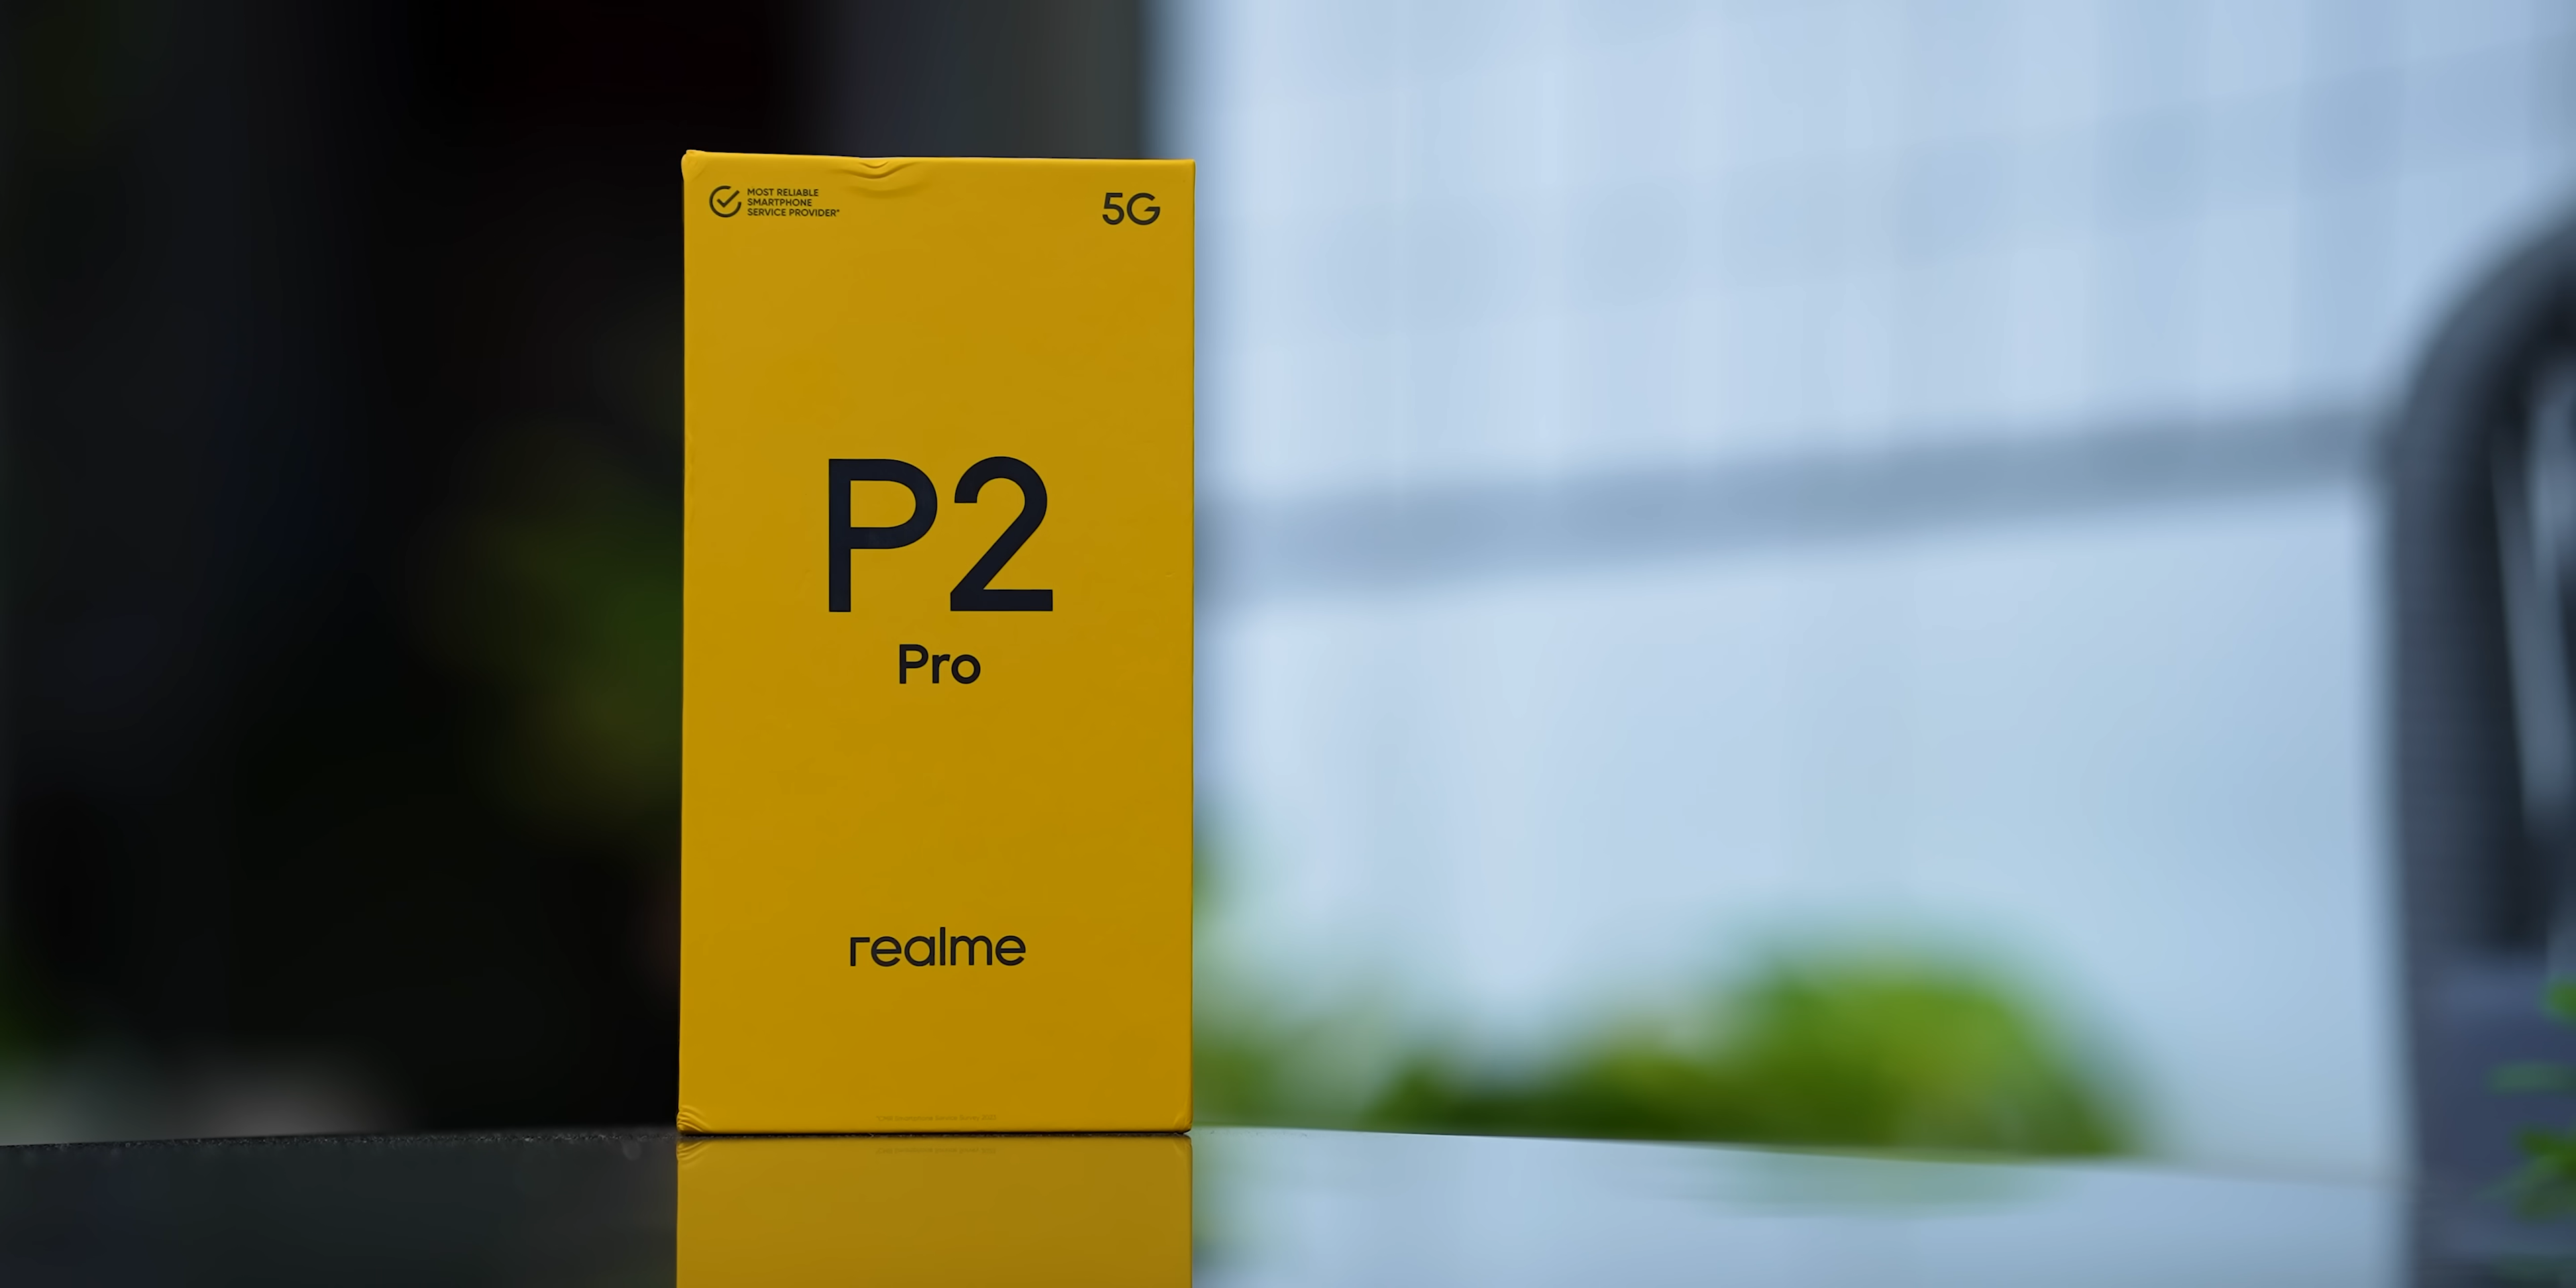 MOST RELIABLE
SMARTPHONE
SERVICE PROVIDER*
5G
P2
Pro
realme